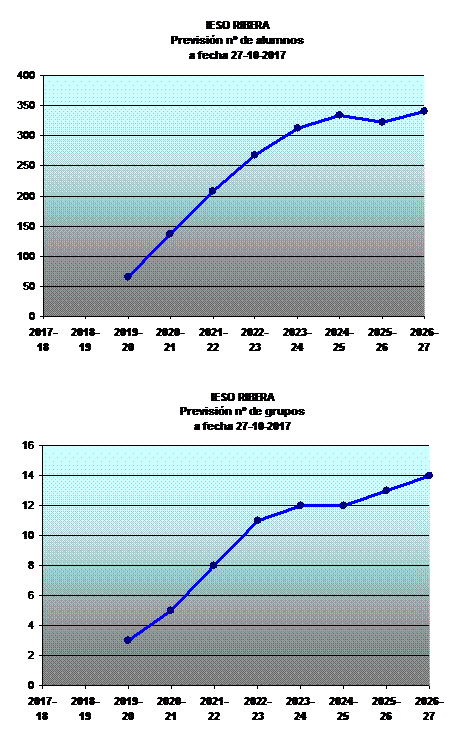 IESO RIBERA
Previsión nº de alumnos
a fecha 27-10-2017
400
350
300
250
200
150
100
50
0
2017– 2018– 2019– 2020– 2021– 2022– 2023– 2024– 2025– 2026–
18 19 20 21 22 23 24 25 26 27
IESO RIBERA
Previsión nº de grupos
a fecha 27-10-2017
16
14
12
10
8
6
4
2
0
2017– 2018– 2019– 2020– 2021– 2022– 2023– 2024– 2025– 2026–
18 19 20 21 22 23 24 25 26 27